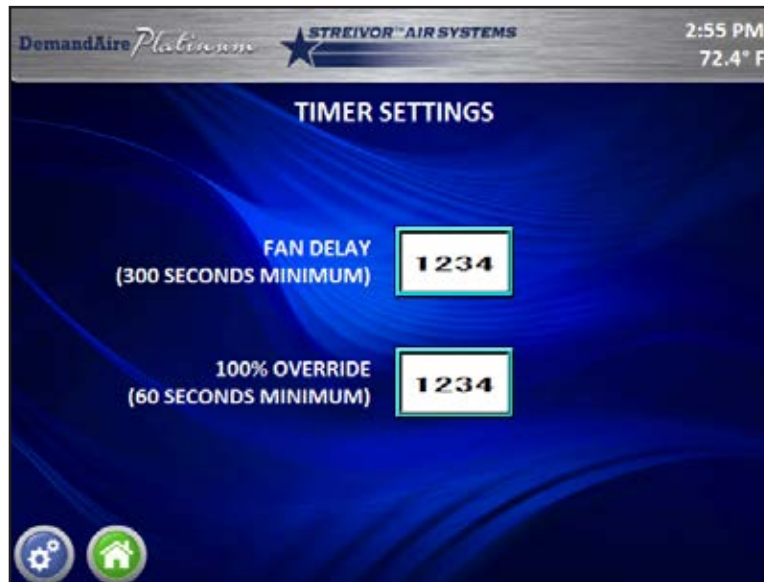 DemandAire Platinum
STREIVOR™ AIR SYSTEMS
2:55 PM
72.4° F
TIMER SETTINGS
FAN DELAY
(300 SECONDS MINIMUM)
1234
100% OVERRIDE
(60 SECONDS MINIMUM)
1234